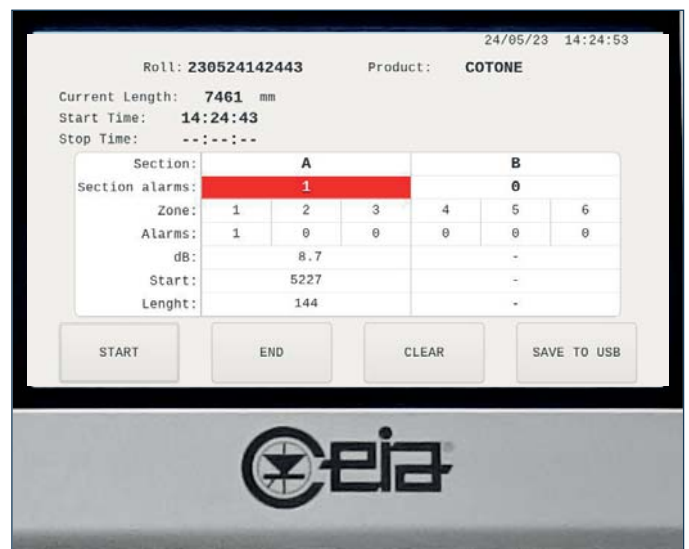 24/05/23 14:24:53
Roll: 230524142443 Product: COTONE
Current Length: 7461 mm
Start Time: 14:24:43
Stop Time: --:--:--
Section: A B
Section alarms: 1 0
Zone: 1 2 3 4 5 6
Alarms: 1 0 0 0 0 0
dB: 8.7 -
Start: 5227 -
Lenght: 144 -
START END CLEAR SAVE TO USB
Ceia